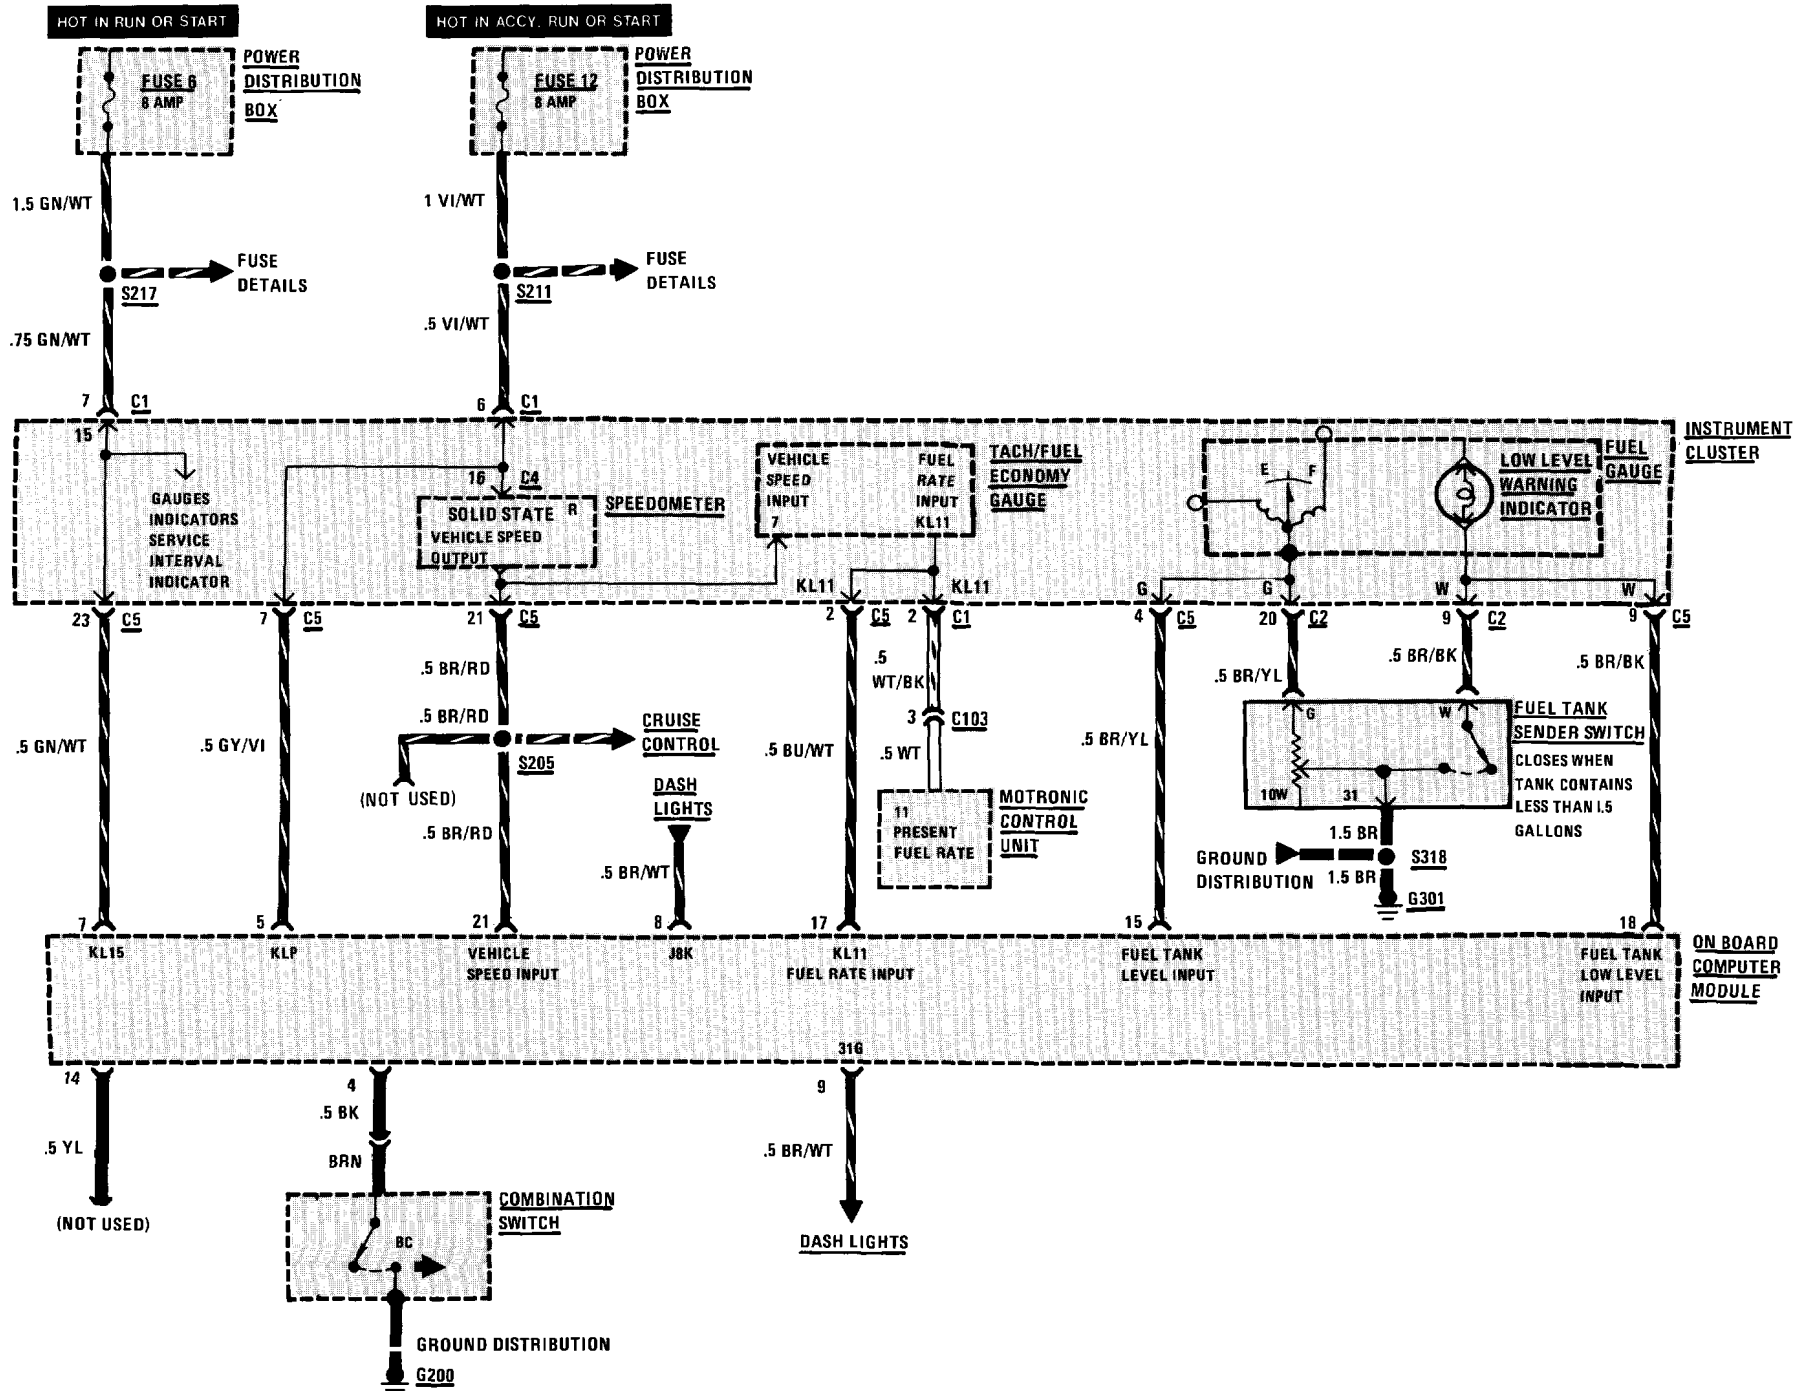 HOT IN RUN OR START
HOT IN ACCY, RUN OR START
FUSE 6
8 AMP
POWER
DISTRIBUTION
BOX
FUSE 12
8 AMP
POWER
DISTRIBUTION
BOX
1.5 GN/WT
1 VI/WT
FUSE
DETAILS
S217
FUSE
DETAILS
S211
.75 GN/WT
.5 VI/WT
7 C1
6 C1
INSTRUMENT
CLUSTER
15
GAUGES
INDICATORS
SERVICE
INTERVAL
INDICATOR
16 C4
SOLID STATE R
VEHICLE SPEED
OUTPUT
SPEEDOMETER
VEHICLE
SPEED
INPUT
7
FUEL
RATE
INPUT
KL11
TACH/FUEL
ECONOMY
GAUGE
E F
LOW LEVEL
WARNING
INDICATOR
FUEL
GAUGE
KL11
KL11
G
G
W
W
23 C5
7 C5
21 C5
2 C5
2 C1
4 C5
20 C2
9 C2
9 C5
.5 BR/RD
.5
WT/BK
.5 BR/YL
.5 BR/BK
.5 BR/BK
.5 GN/WT
.5 GY/VI
.5 BR/RD
CRUISE
CONTROL
S205
(NOT USED)
.5 BR/RD
DASH
LIGHTS
.5 BR/WT
.5 BU/WT
3 C103
.5 WT
11
PRESENT
FUEL RATE
MOTRONIC
CONTROL
UNIT
.5 BR/YL
G
W
10W
31
FUEL TANK
SENDER SWITCH
CLOSES WHEN
TANK CONTAINS
LESS THAN 1.5
GALLONS
1.5 BR
GROUND
DISTRIBUTION
S318
1.5 BR
G301
7
5
21
8
17
15
18
KL15
KLP
VEHICLE
SPEED INPUT
J8K
KL11
FUEL RATE INPUT
FUEL TANK
LEVEL INPUT
FUEL TANK
LOW LEVEL
INPUT
ON BOARD
COMPUTER
MODULE
31G
14
4
9
.5 YL
(NOT USED)
.5 BK
BRN
COMBINATION
SWITCH
BC
.5 BR/WT
DASH LIGHTS
GROUND DISTRIBUTION
G200